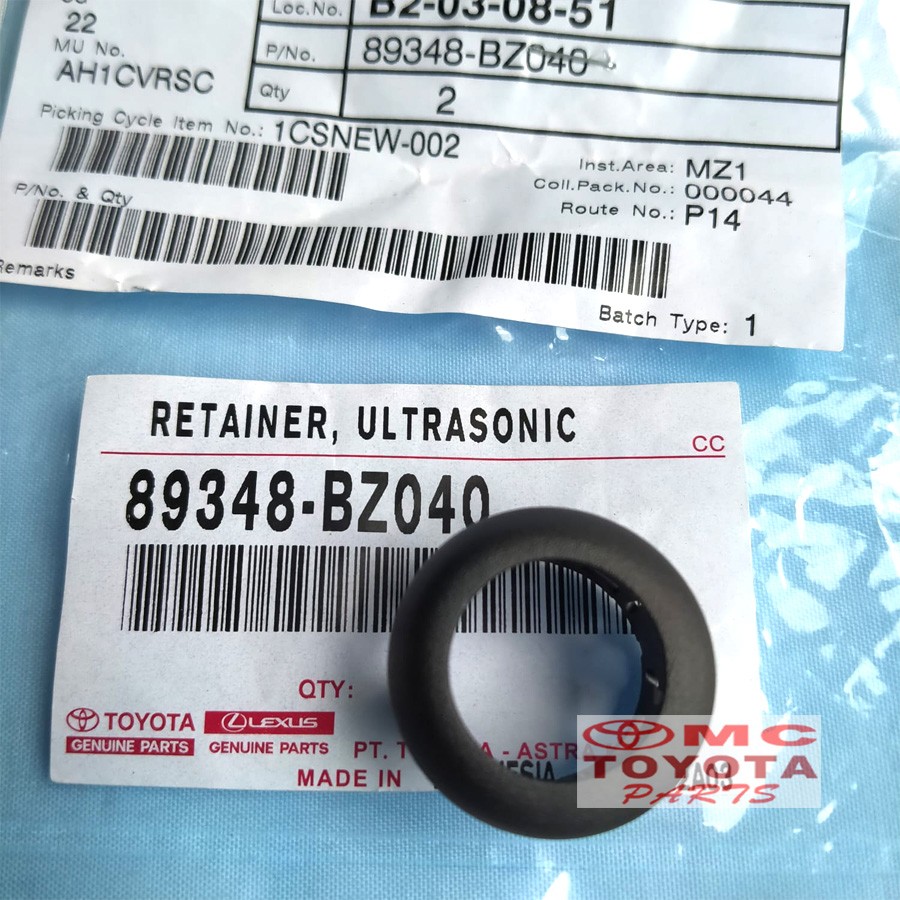 Loc.No. B2-03-08-51
22
P/No. 89348-BZ040
MU No.
AH1CVRSC
Qty 2
Picking Cycle Item No.: 1CSNEW-002
Inst.Area: MZ1
Coll.Pack.No.: 000044
P/No. & Qty
Route No.: P14
Remarks
Batch Type: 1
RETAINER, ULTRASONIC
CC
89348-BZ040
QTY:
TOYOTA LEXUS
GENUINE PARTS GENUINE PARTS PT. - ASTRA
MADE IN
MC
TOYOTA
PARTS